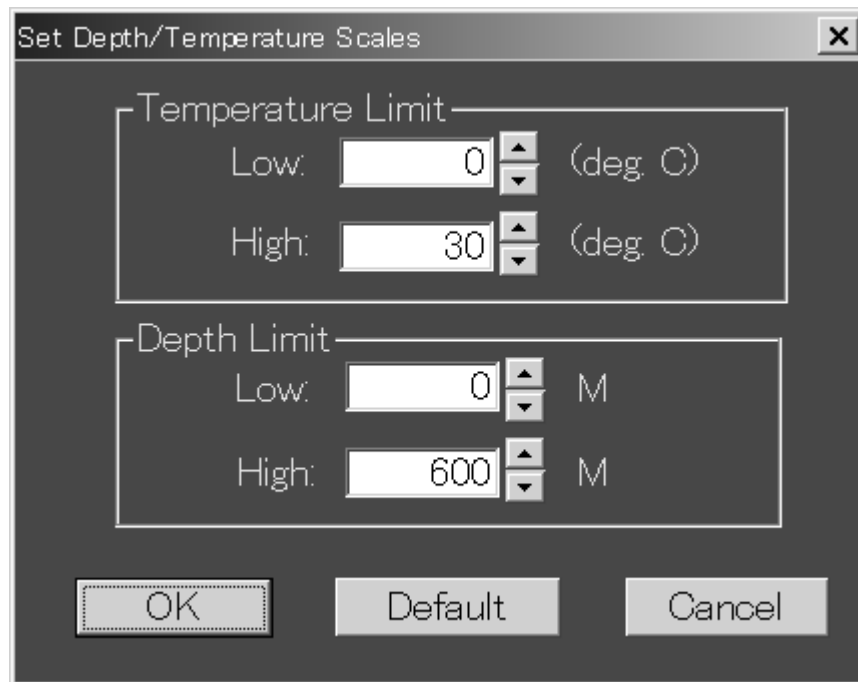 Set Depth/Temperature Scales
Temperature Limit
Low: 0 (deg. C)
High: 30 (deg. C)
Depth Limit
Low: 0 M
High: 600 M
OK Default Cancel